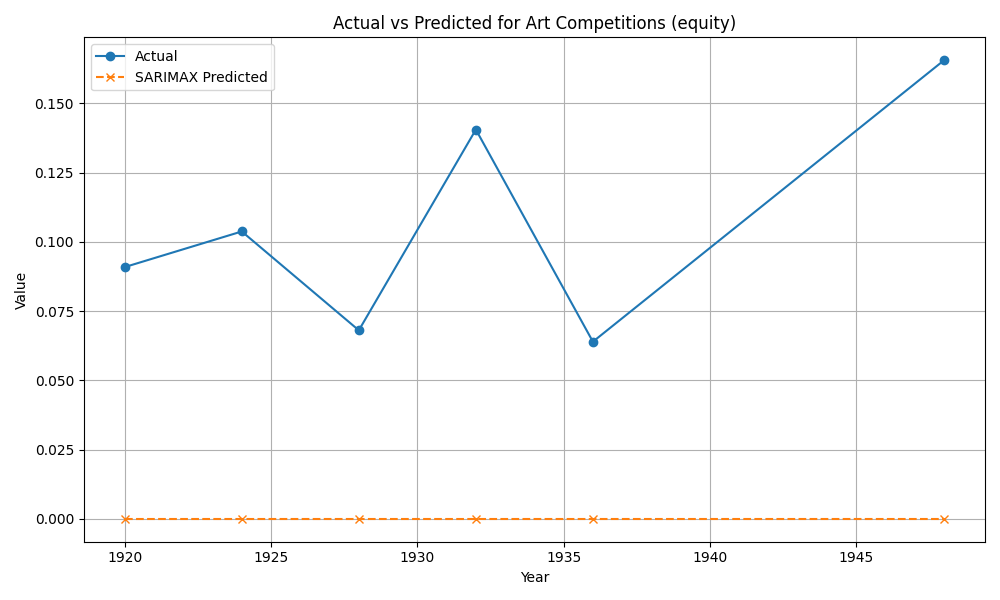 Actual vs Predicted for Art Competitions (equity)
Actual
SARIMAX Predicted
0.150
0.125
0.100
0.075
0.050
0.025
0.000
Value
1920 1925 1930 1935 1940 1945
Year